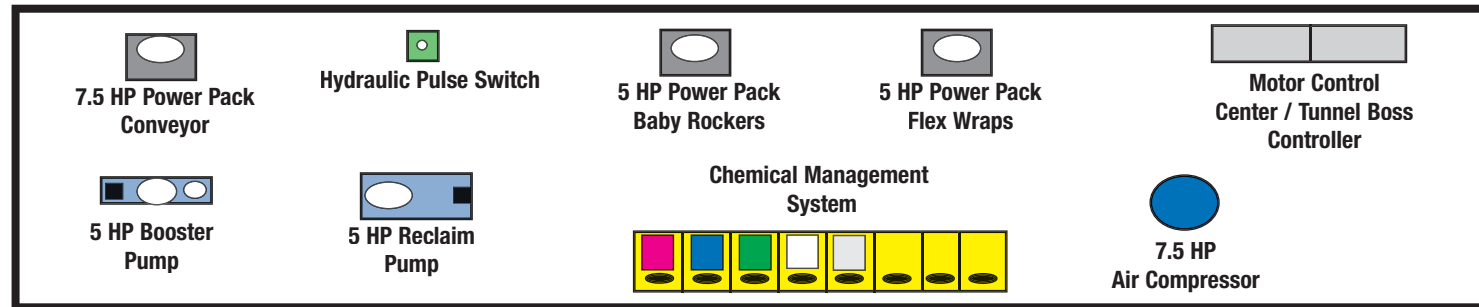 7.5 HP Power Pack
Conveyor
Hydraulic Pulse Switch
5 HP Power Pack
Baby Rockers
5 HP Power Pack
Flex Wraps
Motor Control
Center / Tunnel Boss
Controller
5 HP Booster
Pump
5 HP Reclaim
Pump
Chemical Management
System
7.5 HP
Air Compressor